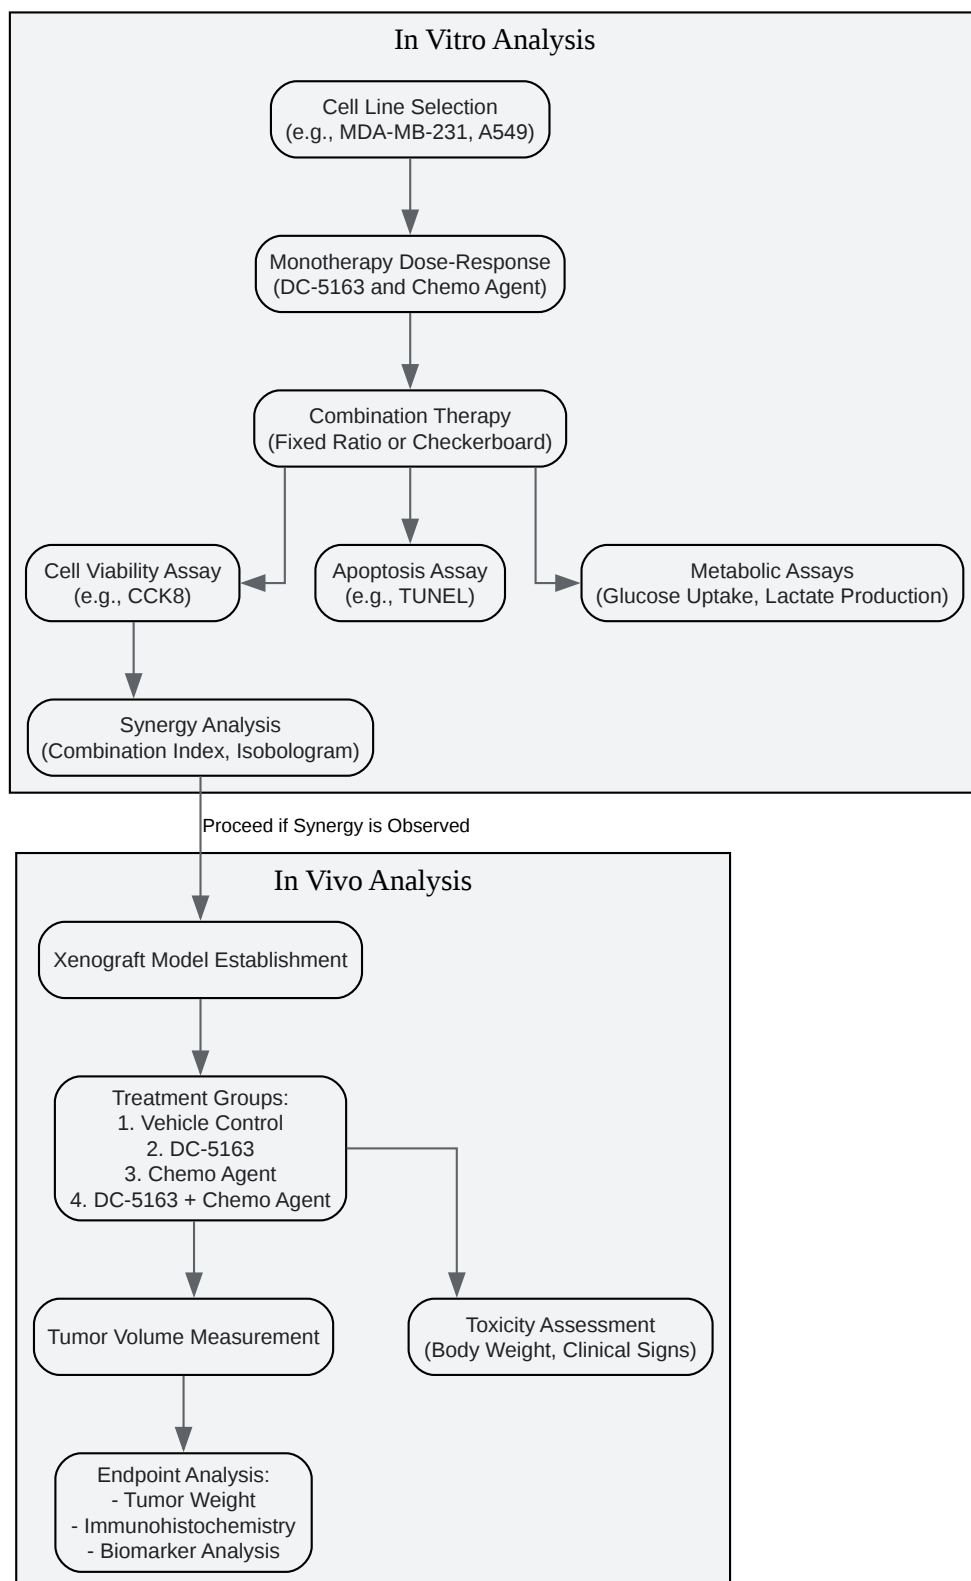 In Vitro Analysis
Cell Line Selection
(e.g., MDA-MB-231, A549)
Monotherapy Dose-Response
(DC-5163 and Chemo Agent)
Combination Therapy
(Fixed Ratio or Checkerboard)
Cell Viability Assay
(e.g., CCK8)
Apoptosis Assay
(e.g., TUNEL)
Metabolic Assays
(Glucose Uptake, Lactate Production)
Synergy Analysis
(Combination Index, Isobologram)
Proceed if Synergy is Observed
In Vivo Analysis
Xenograft Model Establishment
Treatment Groups:
1. Vehicle Control
2. DC-5163
3. Chemo Agent
4. DC-5163 + Chemo Agent
Tumor Volume Measurement
Toxicity Assessment
(Body Weight, Clinical Signs)
Endpoint Analysis:
- Tumor Weight
- Immunohistochemistry
- Biomarker Analysis